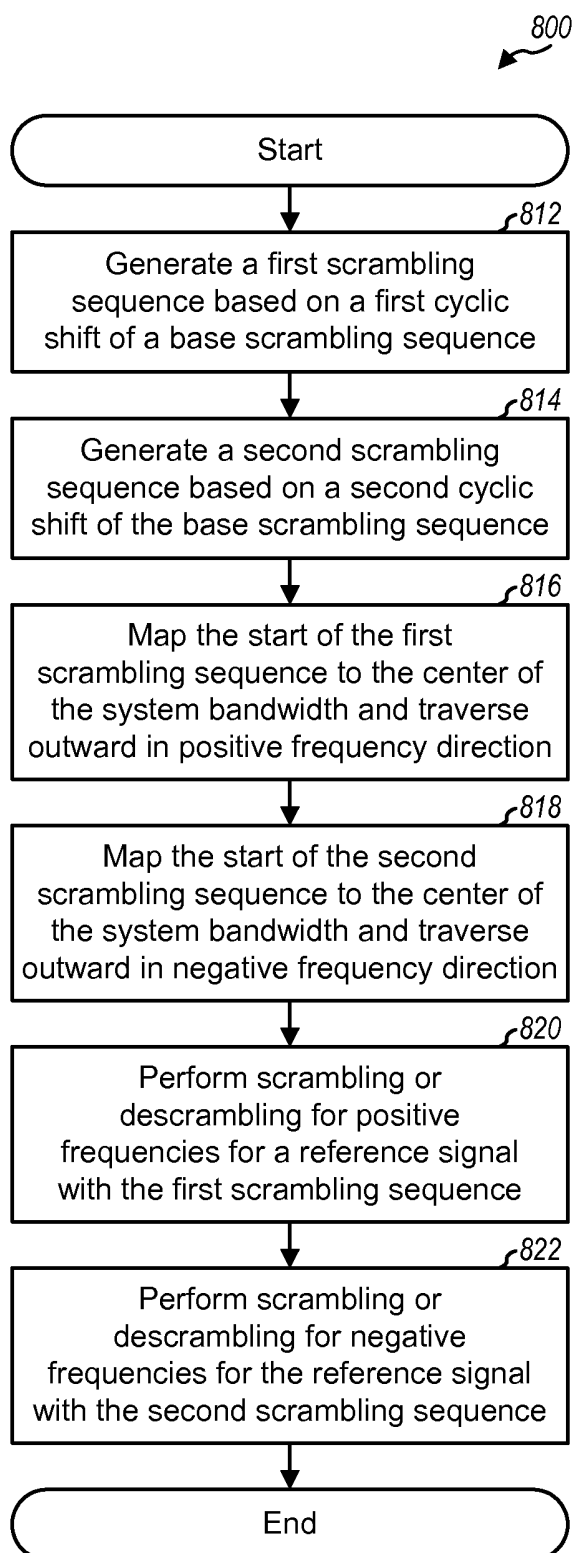 800
Start
812
Generate a first scrambling
sequence based on a first cyclic
shift of a base scrambling sequence
814
Generate a second scrambling
sequence based on a second cyclic
shift of the base scrambling sequence
816
Map the start of the first
scrambling sequence to the center of
the system bandwidth and traverse
outward in positive frequency direction
818
Map the start of the second
scrambling sequence to the center of
the system bandwidth and traverse
outward in negative frequency direction
820
Perform scrambling or
descrambling for positive
frequencies for a reference signal
with the first scrambling sequence
822
Perform scrambling or
descrambling for negative
frequencies for the reference signal
with the second scrambling sequence
End